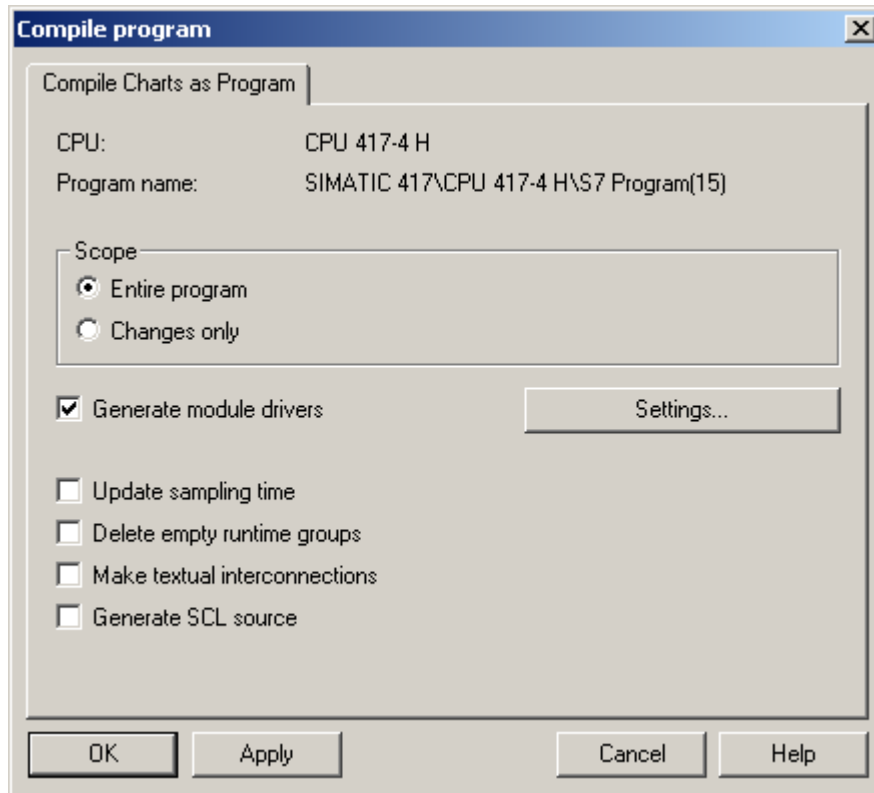 Compile program
Compile Charts as Program
CPU: CPU 417-4 H
Program name: SIMATIC 417\CPU 417-4 H\S7 Program(15)
Scope
Entire program
Changes only
Generate module drivers Settings...
Update sampling time
Delete empty runtime groups
Make textual interconnections
Generate SCL source
OK Apply Cancel Help